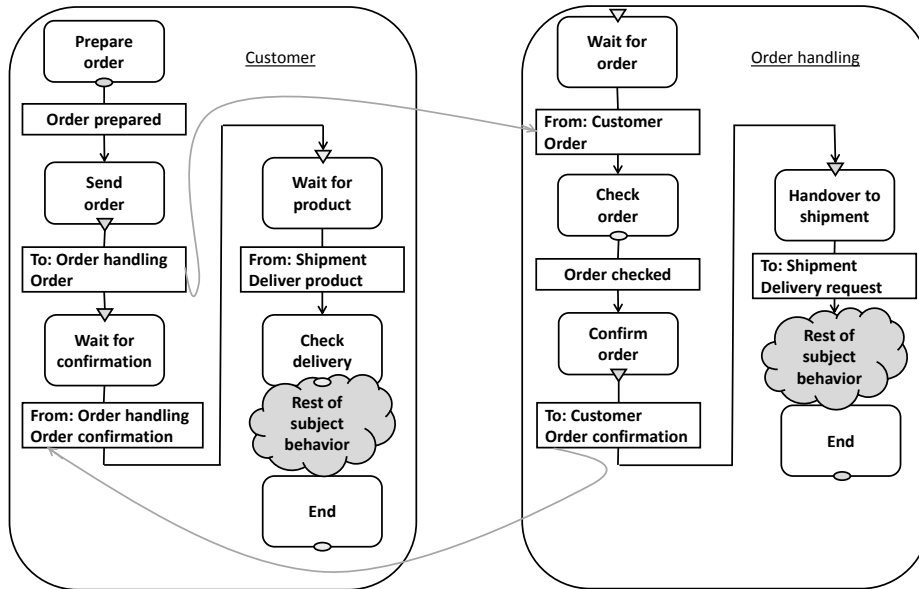 Customer
Prepare
order
Order prepared
Send
order
To: Order handling
Order
Wait for
confirmation
From: Order handling
Order confirmation
Wait for
product
From: Shipment
Deliver product
Check
delivery
Rest of
subject
behavior
End
Order handling
Wait for
order
From: Customer
Order
Check
order
Order checked
Confirm
order
To: Customer
Order confirmation
Handover to
shipment
To: Shipment
Delivery request
Rest of
subject
behavior
End